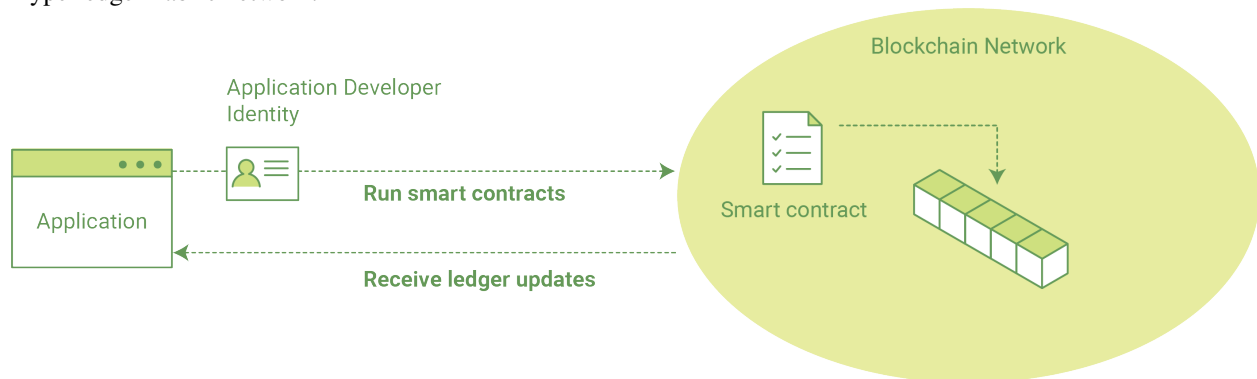 Blockchain Network
Application Developer
Identity
Application
Run smart contracts
Smart contract
Receive ledger updates